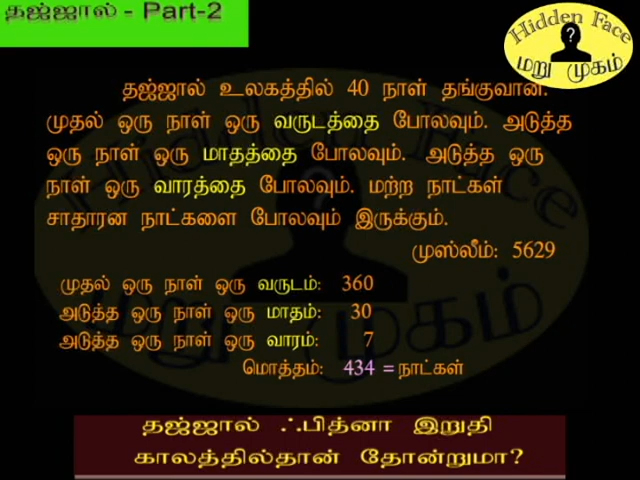 தஜ்ஜால் - Part-2
Hidden Face
?
மறு முகம்
தஜ்ஜால் உலகத்தில் 40 நாள் தங்குவான்.
முதல் ஒரு நாள் ஒரு வருடத்தை போலவும். அடுத்த
ஒரு நாள் ஒரு மாதத்தை போலவும். அடுத்த ஒரு
நாள் ஒரு வாரத்தை போலவும். மற்ற நாட்கள்
சாதாரன நாட்களை போலவும் இருக்கும்.
முஸ்லீம்: 5629
முதல் ஒரு நாள் ஒரு வருடம்: 360
அடுத்த ஒரு நாள் ஒரு மாதம்: 30
அடுத்த ஒரு நாள் ஒரு வாரம்: 7
மொத்தம்: 434 = நாட்கள்
தஜ்ஜால் ஃபித்னா இறுதி
காலத்தில்தான் தோன்றுமா?